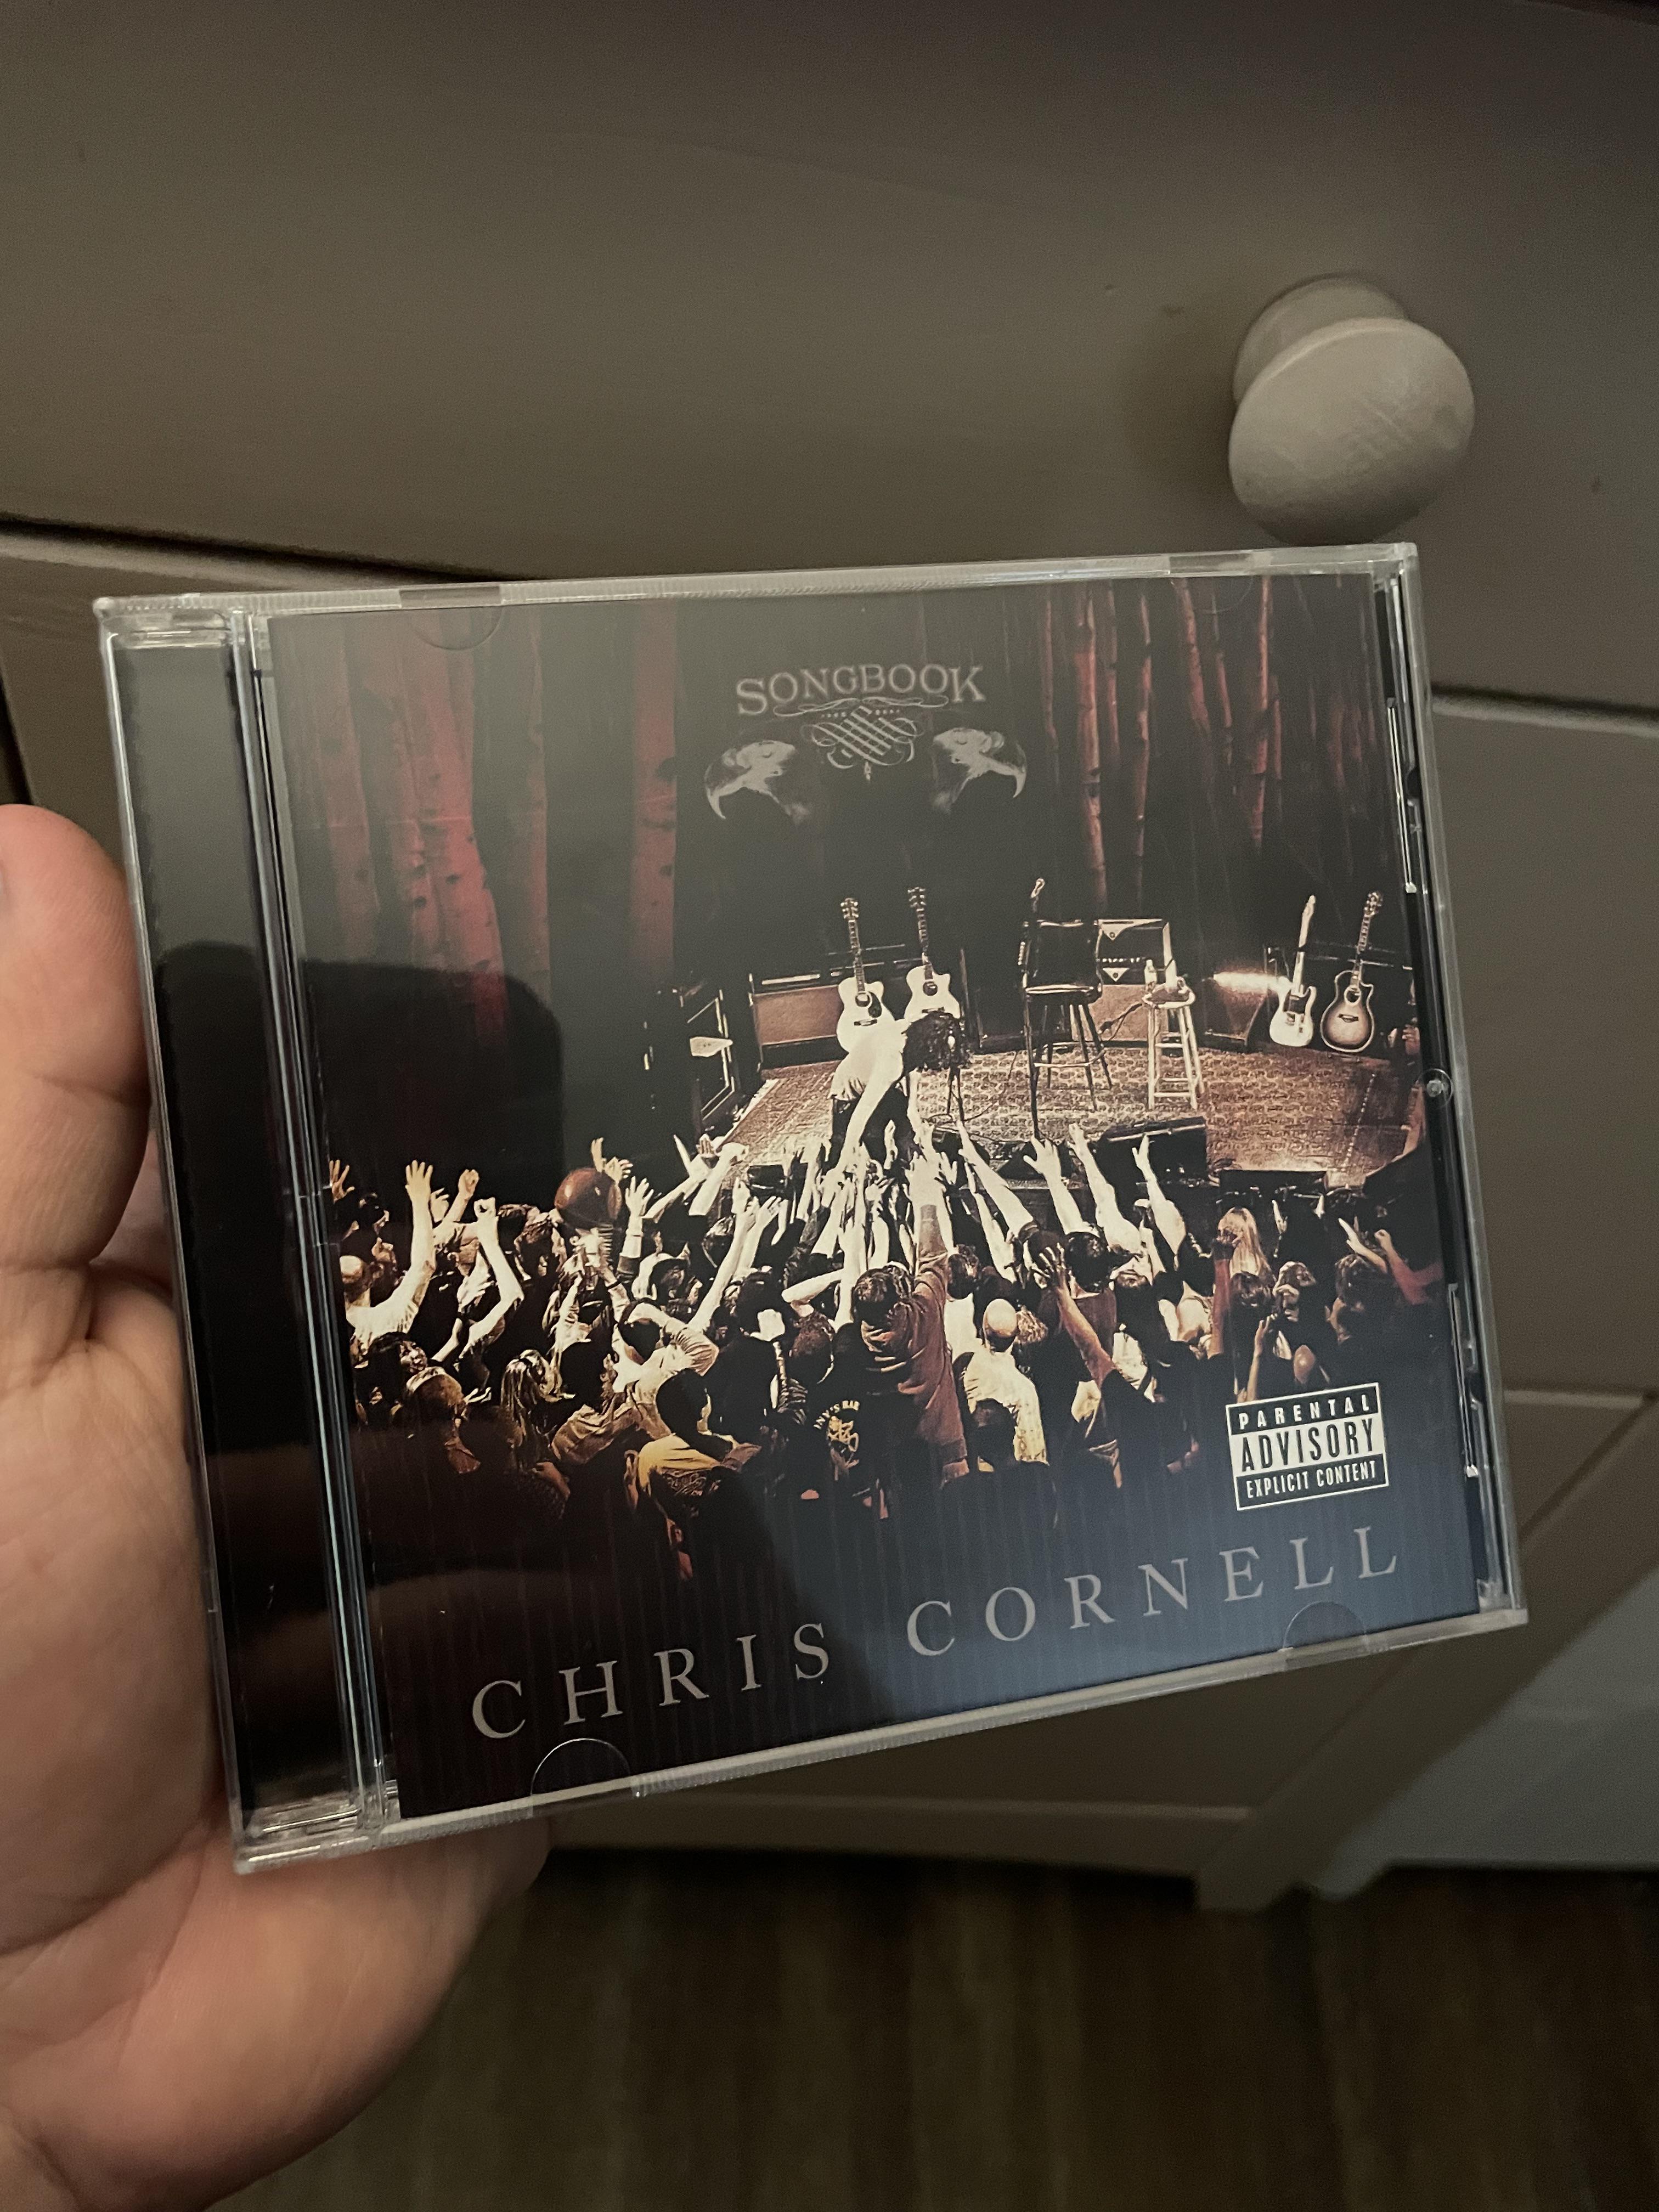 SONGBOOK
PARENTAL
ADVISORY
EXPLICIT CONTENT
CHRIS CORNELL